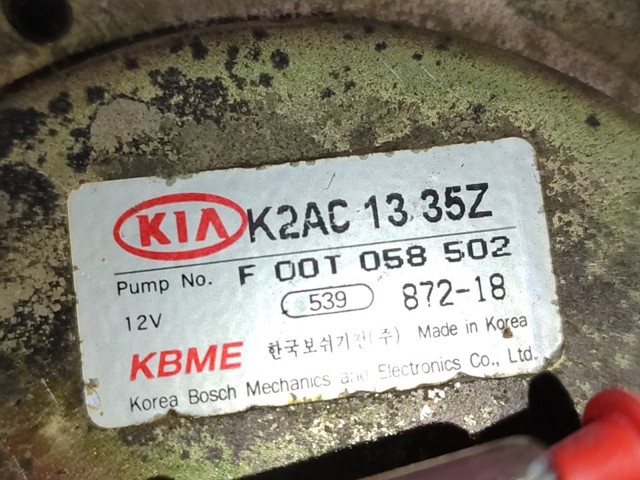 KIA K2AC 13 35Z
Pump No. F 00T 058 502
539 872-18
12V
KBME 한국보쉬기전(주) Made in Korea
Korea Bosch Mechanics and Electronics Co., Ltd.